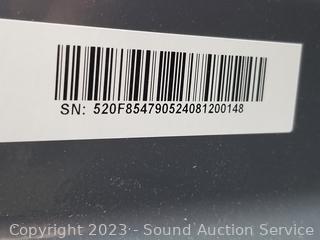 SN: 520F854790524081200148
Copyright 2023 - Sound Auction Service